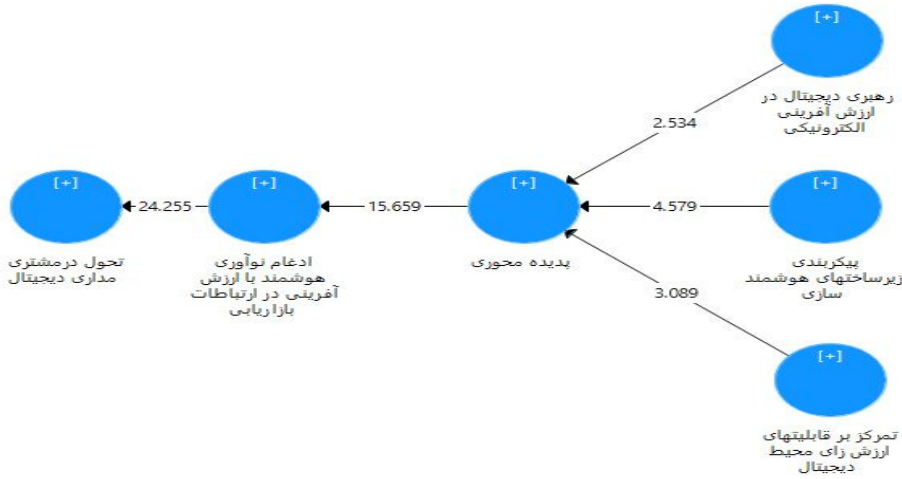 [+]
رهبری دیجیتال در
ارزش آفرینی
الکترونیکی
2.534
[+]
پیکربندی
زیرساختهای هوشمند
سازی
4.579
[+]
تمرکز بر قابلیتهای
ارزش زای محیط
دیجیتال
3.089
[+]
پدیده محوری
15.659
[+]
ادغام نوآوری
هوشمند با ارزش
آفرینی در ارتباطات
بازاریابی
24.255
[+]
تحول درمشتری
مداری دیجیتال